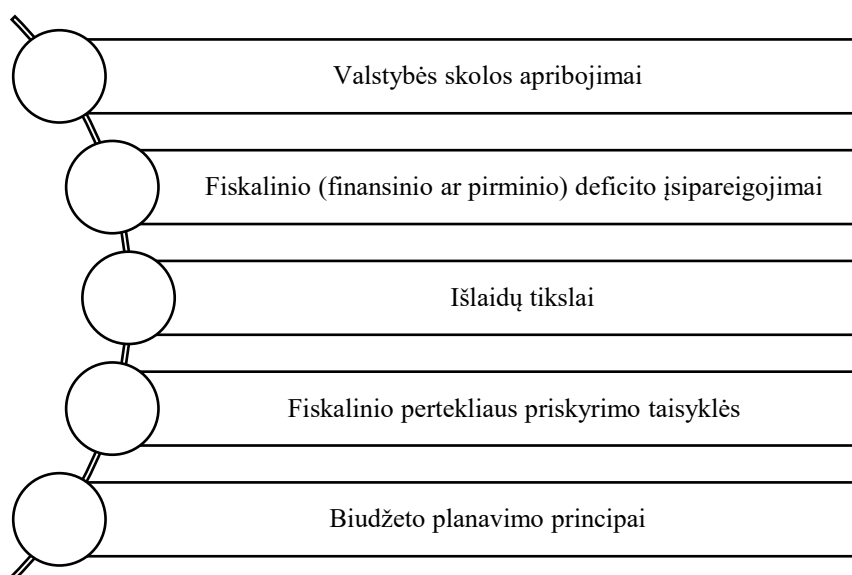 Valstybės skolos apribojimai
Fiskalinio (finansinio ar pirminio) deficito įsipareigojimai
Išlaidų tikslai
Fiskalinio pertekliaus priskyrimo taisyklės
Biudžeto planavimo principai